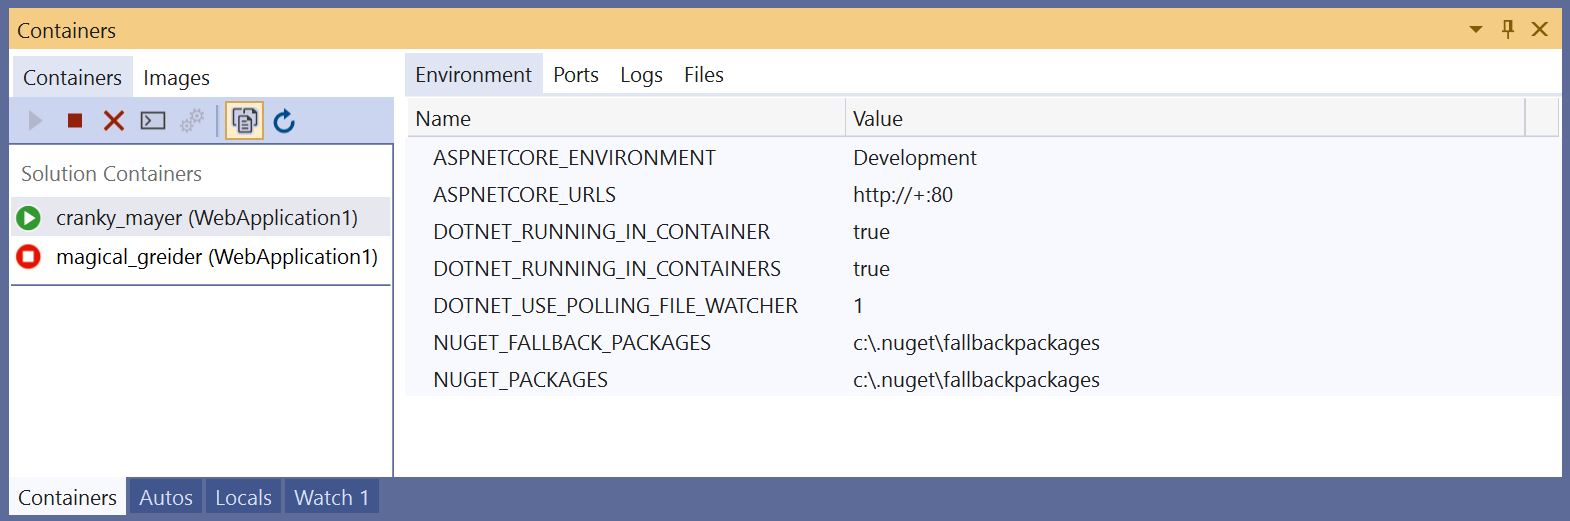 Containers
Containers Images
Solution Containers
cranky_mayer (WebApplication1)
magical_greider (WebApplication1)
Environment Ports Logs Files
Name Value
ASPNETCORE_ENVIRONMENT Development
ASPNETCORE_URLS http://+:80
DOTNET_RUNNING_IN_CONTAINER true
DOTNET_RUNNING_IN_CONTAINERS true
DOTNET_USE_POLLING_FILE_WATCHER 1
NUGET_FALLBACK_PACKAGES c:\.nuget\fallbackpackages
NUGET_PACKAGES c:\.nuget\fallbackpackages
Containers Autos Locals Watch 1